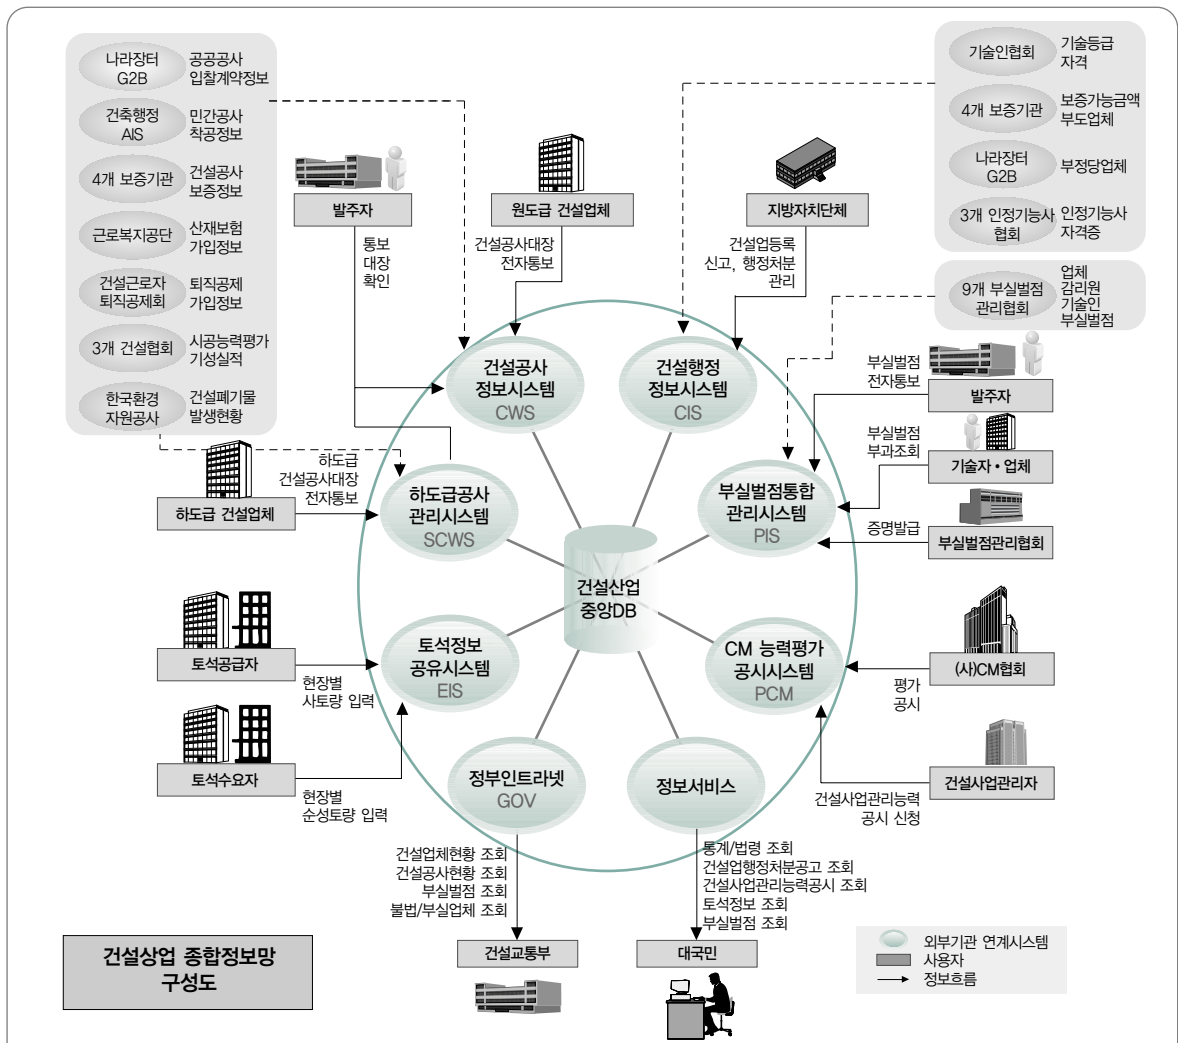 나라장터
G2B
공공공사
입찰계약정보
건축행정
AIS
민간공사
착공정보
4개 보증기관
건설공사
보증정보
근로복지공단
산재보험
가입정보
건설근로자
퇴직공제회
퇴직공제
가입정보
3개 건설협회
시공능력평가
기성실적
한국환경
자원공사
건설폐기물
발생현황
기술인협회
기술등급
자격
4개 보증기관
보증가능금액
부도업체
나라장터
G2B
부정당업체
3개 인정기능사
협회
인정기능사
자격증
9개 부실벌점
관리협회
업체
감리원
기술인
부실벌점
발주자
통보
대장
확인
원도급 건설업체
건설공사대장
전자통보
지방자치단체
건설업등록
신고, 행정처분
관리
건설공사
정보시스템
CWS
건설행정
정보시스템
CIS
부실벌점
전자통보
발주자
부실벌점
부과조회
기술자·업체
증명발급
부실벌점관리협회
하도급
건설공사대장
전자통보
하도급 건설업체
하도급공사
관리시스템
SCWS
부실벌점통합
관리시스템
PIS
건설산업
중앙DB
토석공급자
현장별
사토량 입력
토석정보
공유시스템
EIS
CM 능력평가
공시시스템
PCM
(사)CM협회
평가
공시
토석수요자
현장별
순성토량 입력
정부인트라넷
GOV
정보서비스
건설사업관리자
건설사업관리능력
공시 신청
건설업체현황 조회
건설공사현황 조회
부실벌점 조회
불법/부실업체 조회
통계/법령 조회
건설업행정처분공고 조회
건설사업관리능력공시 조회
토석정보 조회
부실벌점 조회
건설교통부
대국민
건설상업 종합정보망
구성도
외부기관 연계시스템
사용자
정보흐름